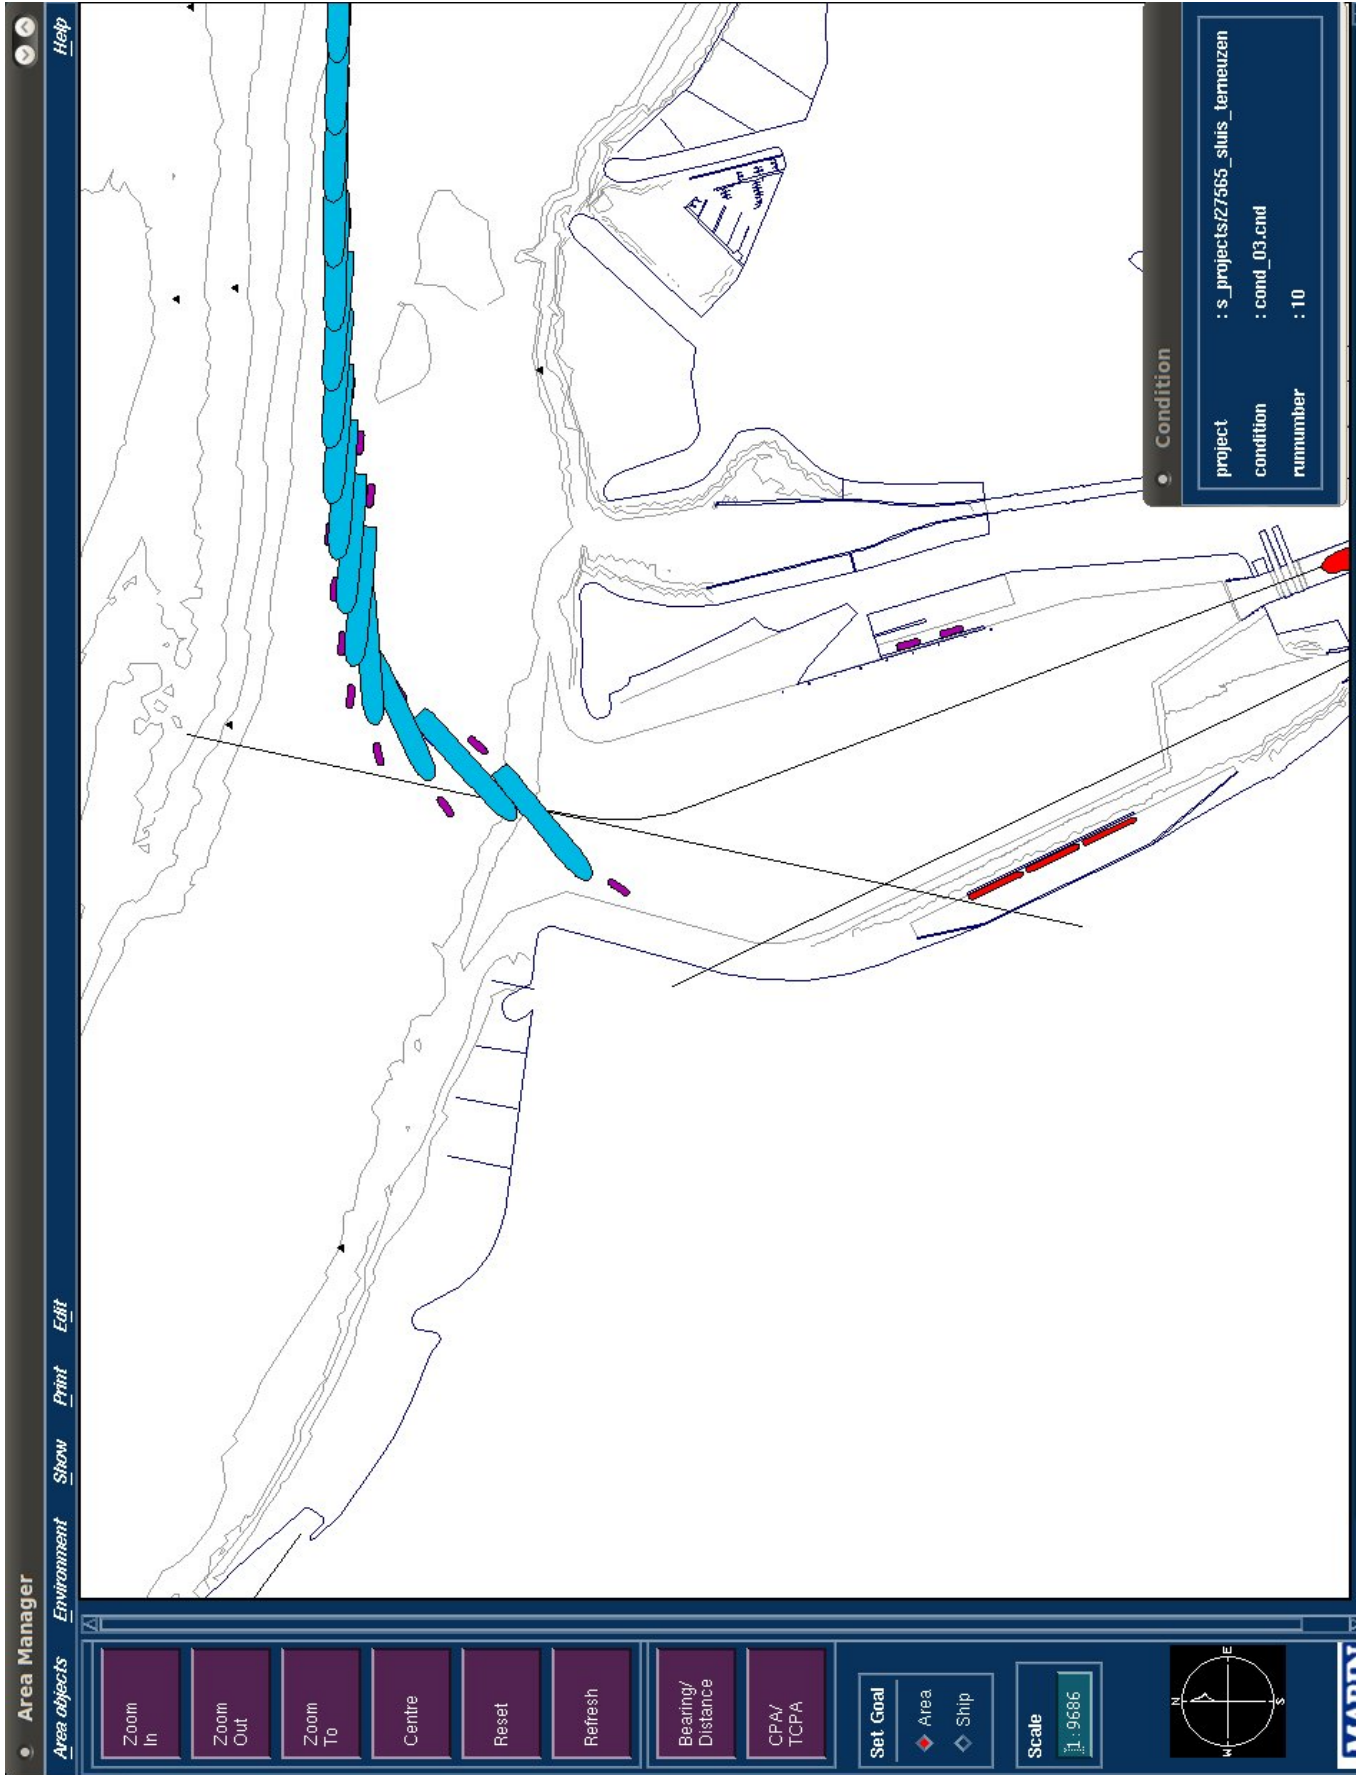 Area Manager
Area objects Environment Show Print Edit Help
Zoom
In
Zoom
Out
Zoom
To
Centre
Reset
Refresh
Bearing/
Distance
CPA/
TCPA
Set Goal
Area
Ship
Scale
1:9686
N
W E
S
Condition
project : s_projects/27565_sluis_terneuzen
condition : cond_03.cnd
runnumber : 10